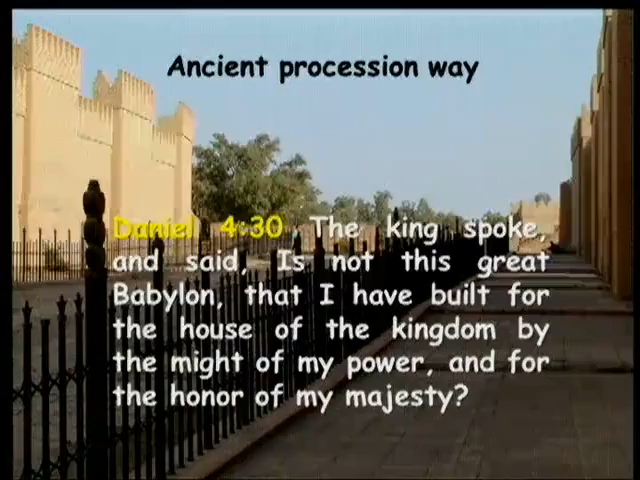 Ancient procession way
Daniel 4:30 The king spoke,
and said, Is not this great
Babylon, that I have built for
the house of the kingdom by
the might of my power, and for
the honor of my majesty?